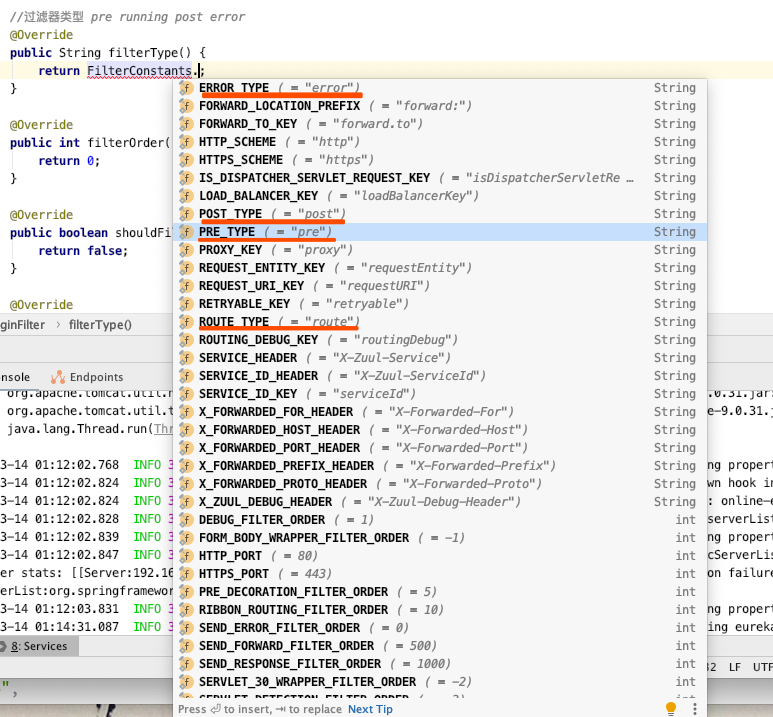 //过滤器类型 pre running post error
@Override
public String filterType() {
return FilterConstants.;
}
@Override
public int filterOrder(
return 0;
}
@Override
public boolean shouldFil
return false;
}
@Override
ginFilter › filterType()
nsole Endpoints
org.apache.tomcat.util.
org.apache.tomcat.util.t
java.lang.Thread.run(Thr
3-14 01:12:02.768 INFO 3
3-14 01:12:02.824 INFO 3
3-14 01:12:02.824 INFO 3
3-14 01:12:02.828 INFO 3
3-14 01:12:02.839 INFO 3
3-14 01:12:02.847 INFO 3
er stats: [[Server:192.16
erList:org.springframewor
3-14 01:12:03.831 INFO 3
3-14 01:14:31.087 INFO 3
8: Services
ERROR_TYPE ( = "error") String
FORWARD_LOCATION_PREFIX ( = "forward:") String
FORWARD_TO_KEY ( = "forward.to") String
HTTP_SCHEME ( = "http") String
HTTPS_SCHEME ( = "https") String
IS_DISPATCHER_SERVLET_REQUEST_KEY ( = "isDispatcherServletRe … String
LOAD_BALANCER_KEY ( = "loadBalancerKey") String
POST_TYPE ( = "post") String
PRE_TYPE ( = "pre") String
PROXY_KEY ( = "proxy") String
REQUEST_ENTITY_KEY ( = "requestEntity") String
REQUEST_URI_KEY ( = "requestURI") String
RETRYABLE_KEY ( = "retryable") String
ROUTE_TYPE ( = "route") String
ROUTING_DEBUG_KEY ( = "routingDebug") String
SERVICE_HEADER ( = "X-Zuul-Service") String
SERVICE_ID_HEADER ( = "X-Zuul-ServiceId") String
SERVICE_ID_KEY ( = "serviceId") String
X_FORWARDED_FOR_HEADER ( = "X-Forwarded-For") String
X_FORWARDED_HOST_HEADER ( = "X-Forwarded-Host") String
X_FORWARDED_PORT_HEADER ( = "X-Forwarded-Port") String
X_FORWARDED_PREFIX_HEADER ( = "X-Forwarded-Prefix") String
X_FORWARDED_PROTO_HEADER ( = "X-Forwarded-Proto") String
X_ZUUL_DEBUG_HEADER ( = "X-Zuul-Debug-Header") String
DEBUG_FILTER_ORDER ( = 1) int
FORM_BODY_WRAPPER_FILTER_ORDER ( = -1) int
HTTP_PORT ( = 80) int
HTTPS_PORT ( = 443) int
PRE_DECORATION_FILTER_ORDER ( = 5) int
RIBBON_ROUTING_FILTER_ORDER ( = 10) int
SEND_ERROR_FILTER_ORDER ( = 0) int
SEND_FORWARD_FILTER_ORDER ( = 500) int
SEND_RESPONSE_FILTER_ORDER ( = 1000) int
SERVLET_30_WRAPPER_FILTER_ORDER ( = -2) int
SERVLET_DETECTION_FILTER_ORDER ( = -3) int
Press ⏎ to insert, ⇥ to replace Next Tip
.0.31.jar
e-9.0.31.j
ng propert
wn hook in
: online-e
serverList
ng propert
cServerLis
on failure
ng propert
ing eureka
32 LF UTF
",